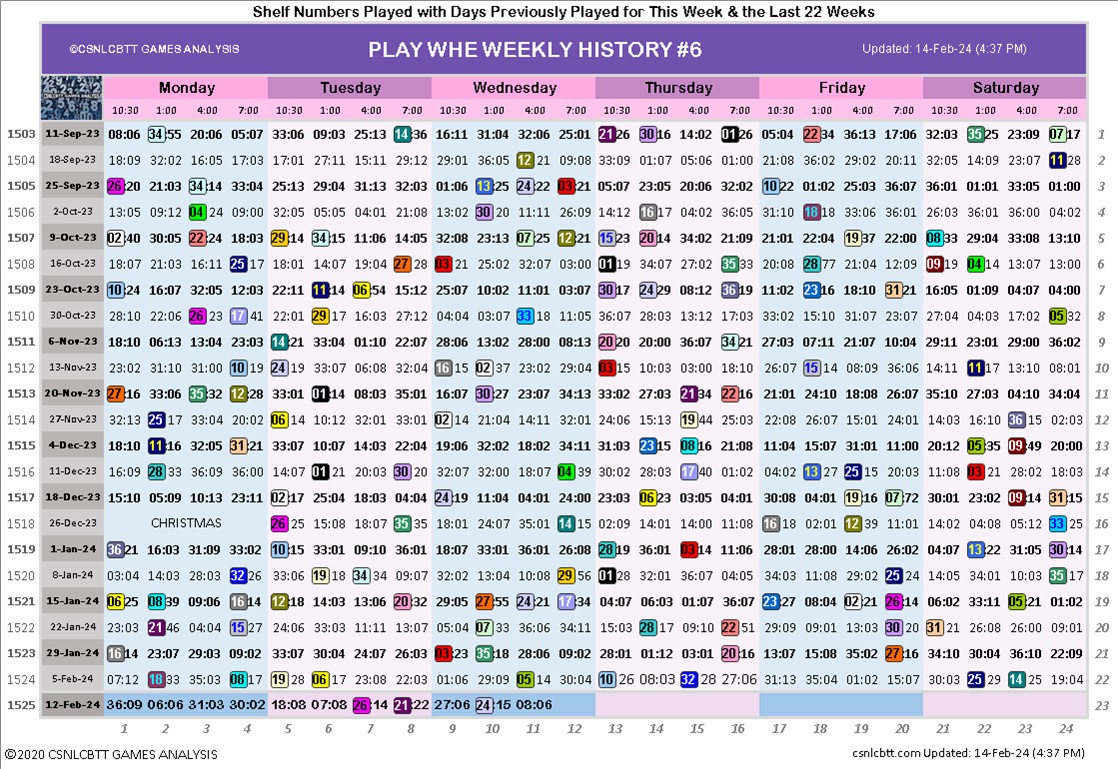 Shelf Numbers Played with Days Previously Played for This Week & the Last 22 Weeks
©CSNLCBTT GAMES ANALYSIS PLAY WHE WEEKLY HISTORY #6 Updated: 14-Feb-24 (4:37 PM)
Monday Tuesday Wednesday Thursday Friday Saturday
10:30 1:00 4:00 7:00 10:30 1:00 4:00 7:00 10:30 1:00 4:00 7:00 10:30 1:00 4:00 7:00 10:30 1:00 4:00 7:00 10:30 1:00 4:00 7:00
1503 11-Sep-23 08:06 34:55 20:06 05:07 33:06 09:03 25:13 14:36 16:11 31:04 32:06 25:01 21:26 30:16 14:02 01:26 05:04 22:34 36:13 17:06 32:03 35:25 23:09 07:17 1
1504 18-Sep-23 18:09 32:02 16:05 17:03 17:01 27:11 15:11 29:12 29:01 36:05 12:21 09:08 33:09 01:07 05:06 01:00 21:08 36:02 29:02 20:11 32:05 14:09 23:07 11:28 2
1505 25-Sep-23 26:20 21:03 34:14 33:04 25:13 29:04 31:13 32:03 01:06 13:25 24:22 03:21 05:07 23:05 20:06 32:02 10:22 01:02 25:03 36:07 36:01 01:01 33:05 01:00 3
1506 2-Oct-23 13:05 09:12 04:24 09:00 32:05 05:05 04:01 21:08 13:02 30:20 11:11 26:09 14:12 16:17 04:02 36:05 31:10 18:18 33:06 36:01 26:03 36:01 36:00 04:02 4
1507 9-Oct-23 02:40 30:05 22:24 18:03 29:14 34:15 11:06 14:05 32:08 23:13 07:25 12:21 15:23 20:14 34:02 21:09 21:01 22:04 19:37 22:00 08:33 29:04 33:08 13:10 5
1508 16-Oct-23 18:07 21:03 16:11 25:17 18:01 14:07 19:04 27:28 03:21 25:02 32:07 03:00 01:19 34:07 27:02 35:33 20:08 28:77 21:04 12:09 09:19 04:14 13:07 13:00 6
1509 23-Oct-23 10:24 16:07 32:05 12:03 22:11 11:14 06:54 15:12 25:07 10:02 11:01 03:07 30:17 24:29 08:12 36:19 11:02 23:16 18:10 31:21 16:05 01:09 04:07 04:00 7
1510 30-Oct-23 28:10 22:06 26:23 17:41 22:01 29:17 16:03 27:12 04:04 03:07 33:18 11:05 36:07 28:03 13:12 17:03 33:02 15:10 31:07 03:02 27:04 04:03 17:02 05:32 8
1511 6-Nov-23 18:10 06:13 13:04 23:03 14:21 33:04 01:10 22:07 28:06 13:02 28:00 08:13 20:20 20:00 36:07 34:21 27:03 07:11 21:07 10:04 29:11 23:01 29:00 36:02 9
1512 13-Nov-23 23:02 31:10 31:00 10:19 24:19 33:07 06:08 32:04 16:15 02:37 23:04 22:10 03:15 10:03 03:00 18:10 26:07 15:14 08:09 36:06 14:11 11:17 13:10 08:01 10
1513 20-Nov-23 27:16 33:06 35:32 12:28 33:01 01:14 08:03 35:01 16:07 30:27 23:07 34:13 33:02 27:03 21:34 22:16 21:01 24:10 18:08 26:07 35:10 27:03 04:10 34:04 11
1514 27-Nov-23 32:13 25:17 33:04 20:02 06:14 10:12 32:01 33:01 02:14 21:04 14:11 32:01 24:06 15:13 19:44 23:03 22:08 26:07 15:01 24:02 14:03 16:10 36:15 02:03 12
1515 4-Dec-23 18:10 11:16 32:05 31:21 33:07 10:07 14:03 22:04 19:06 32:02 18:02 34:11 31:03 23:15 08:16 21:08 11:04 15:07 13:01 11:00 20:12 05:35 09:49 20:00 13
1516 11-Dec-23 16:09 28:33 36:09 36:00 14:07 01:21 20:03 30:20 32:07 32:00 18:07 04:39 30:02 28:03 17:40 01:02 04:02 13:27 25:15 20:03 11:08 03:21 28:02 18:03 14
1517 18-Dec-23 15:10 05:09 10:13 23:11 02:17 25:04 18:03 04:04 24:19 11:04 04:01 24:00 23:03 06:23 03:05 10:04 30:08 04:01 19:16 07:72 30:01 23:02 09:14 31:15 15
1518 26-Dec-23 CHRISTMAS 26:25 15:08 18:07 35:35 18:01 24:07 35:01 14:15 02:09 14:01 14:00 11:08 16:18 02:01 12:39 02:00 14:02 04:08 05:12 33:25 16
1519 1-Jan-24 36:21 16:03 31:09 33:02 10:15 33:01 09:10 36:01 18:07 33:01 36:01 26:08 28:19 36:01 03:14 11:06 18:01 28:00 14:06 26:02 04:07 13:22 31:05 30:14 17
1520 8-Jan-24 03:04 14:03 28:03 32:26 33:06 19:18 34:34 09:07 32:02 13:04 10:08 29:56 01:28 32:01 36:07 04:05 34:03 11:08 29:02 25:24 14:05 34:01 10:03 35:17 18
1521 15-Jan-24 06:25 08:39 09:06 16:14 12:18 14:03 13:06 20:32 29:05 27:55 24:21 17:34 04:07 06:03 01:07 36:07 23:27 08:04 02:21 26:14 06:02 33:11 05:21 01:02 19
1522 22-Jan-24 23:03 21:46 04:04 15:27 24:06 33:03 11:11 13:07 05:04 07:33 36:06 34:11 15:03 28:17 09:10 22:51 04:08 12:09 04:00 30:20 31:21 26:08 26:00 09:01 20
1523 29-Jan-24 16:14 23:07 29:03 09:02 33:07 30:04 24:07 26:03 03:23 35:18 28:06 09:02 28:01 01:12 03:01 20:16 13:07 15:08 35:02 27:16 34:10 30:04 36:10 22:09 21
1524 5-Feb-24 07:12 18:33 35:03 08:17 19:28 06:17 23:08 22:03 01:06 29:09 05:14 30:04 10:26 08:03 32:28 27:06 31:13 35:04 01:02 15:07 30:03 25:29 14:25 19:04 22
1525 12-Feb-24 36:09 06:06 31:03 30:02 18:08 07:08 26:14 21:22 27:06 24:15 08:06 23
1 2 3 4 5 6 7 8 9 10 11 12 13 14 15 16 17 18 19 20 21 22 23 24
©2020 CSNLCBTT GAMES ANALYSIS csnlcbtt.com Updated: 14-Feb-24 (4:37 PM)